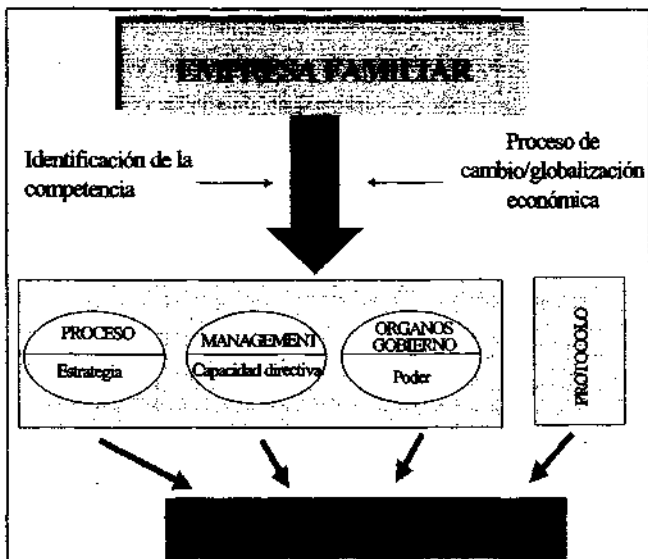 EMPRESA FAMILIAR
Identificación de la
competencia
Proceso de
cambio/globalización
económica
PROCESO
Estrategia
MANAGEMENT
Capacidad directiva
ORGANOS
GOBIERNO
Poder
PROTOCOLO